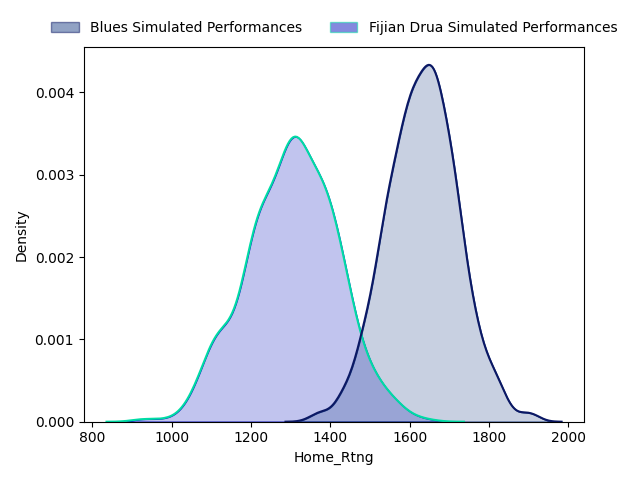 Blues Simulated Performances
Fijian Drua Simulated Performances
Density
0.004
0.003
0.002
0.001
0.000
800 1000 1200 1400 1600 1800 2000
Home_Rtng